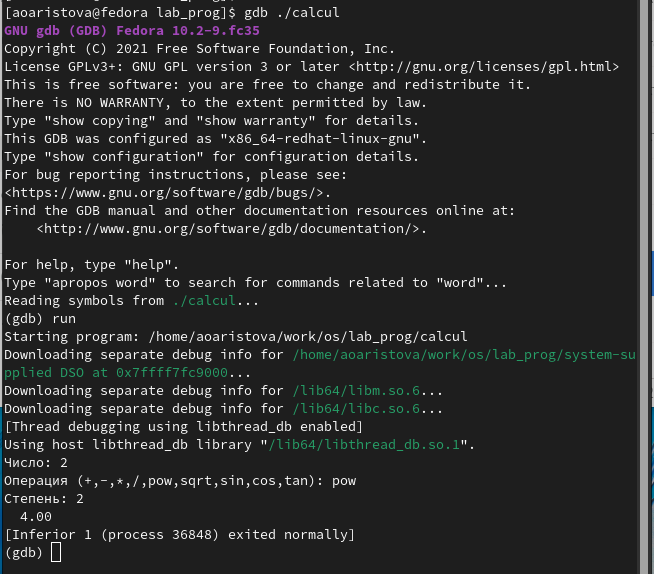 [aoaristova@fedora lab_prog]$ gdb ./calcul
GNU gdb (GDB) Fedora 10.2-9.fc35
Copyright (C) 2021 Free Software Foundation, Inc.
License GPLv3+: GNU GPL version 3 or later <http://gnu.org/licenses/gpl.html>
This is free software: you are free to change and redistribute it.
There is NO WARRANTY, to the extent permitted by law.
Type "show copying" and "show warranty" for details.
This GDB was configured as "x86_64-redhat-linux-gnu".
Type "show configuration" for configuration details.
For bug reporting instructions, please see:
<https://www.gnu.org/software/gdb/bugs/>.
Find the GDB manual and other documentation resources online at:
    <http://www.gnu.org/software/gdb/documentation/>.

For help, type "help".
Type "apropos word" to search for commands related to "word"...
Reading symbols from ./calcul...
(gdb) run
Starting program: /home/aoaristova/work/os/lab_prog/calcul
Downloading separate debug info for /home/aoaristova/work/os/lab_prog/system-su
pplied DSO at 0x7ffff7fc9000...
Downloading separate debug info for /lib64/libm.so.6...
Downloading separate debug info for /lib64/libc.so.6...
[Thread debugging using libthread_db enabled]
Using host libthread_db library "/lib64/libthread_db.so.1".
Число: 2
Операция (+,-,*,/,pow,sqrt,sin,cos,tan): pow
Степень: 2
  4.00
[Inferior 1 (process 36848) exited normally]
(gdb)